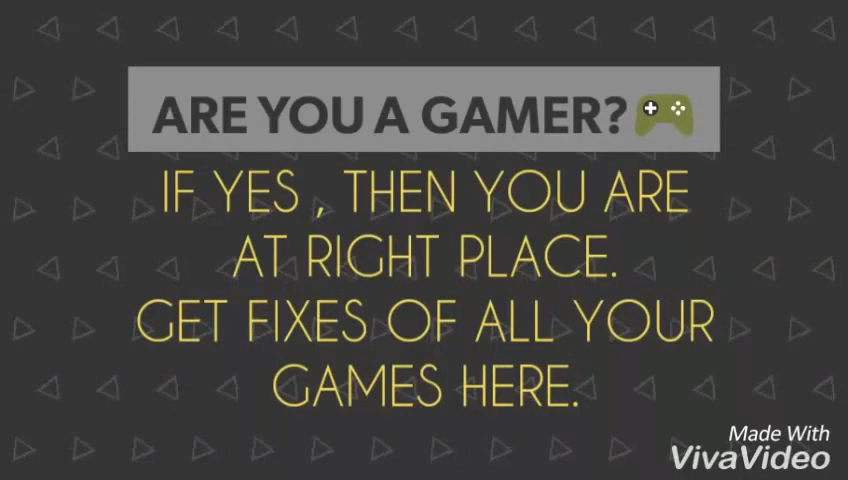 ARE YOU A GAMER?🎮
IF YES , THEN YOU ARE
AT RIGHT PLACE.
GET FIXES OF ALL YOUR
GAMES HERE.
Made With
VivaVideo